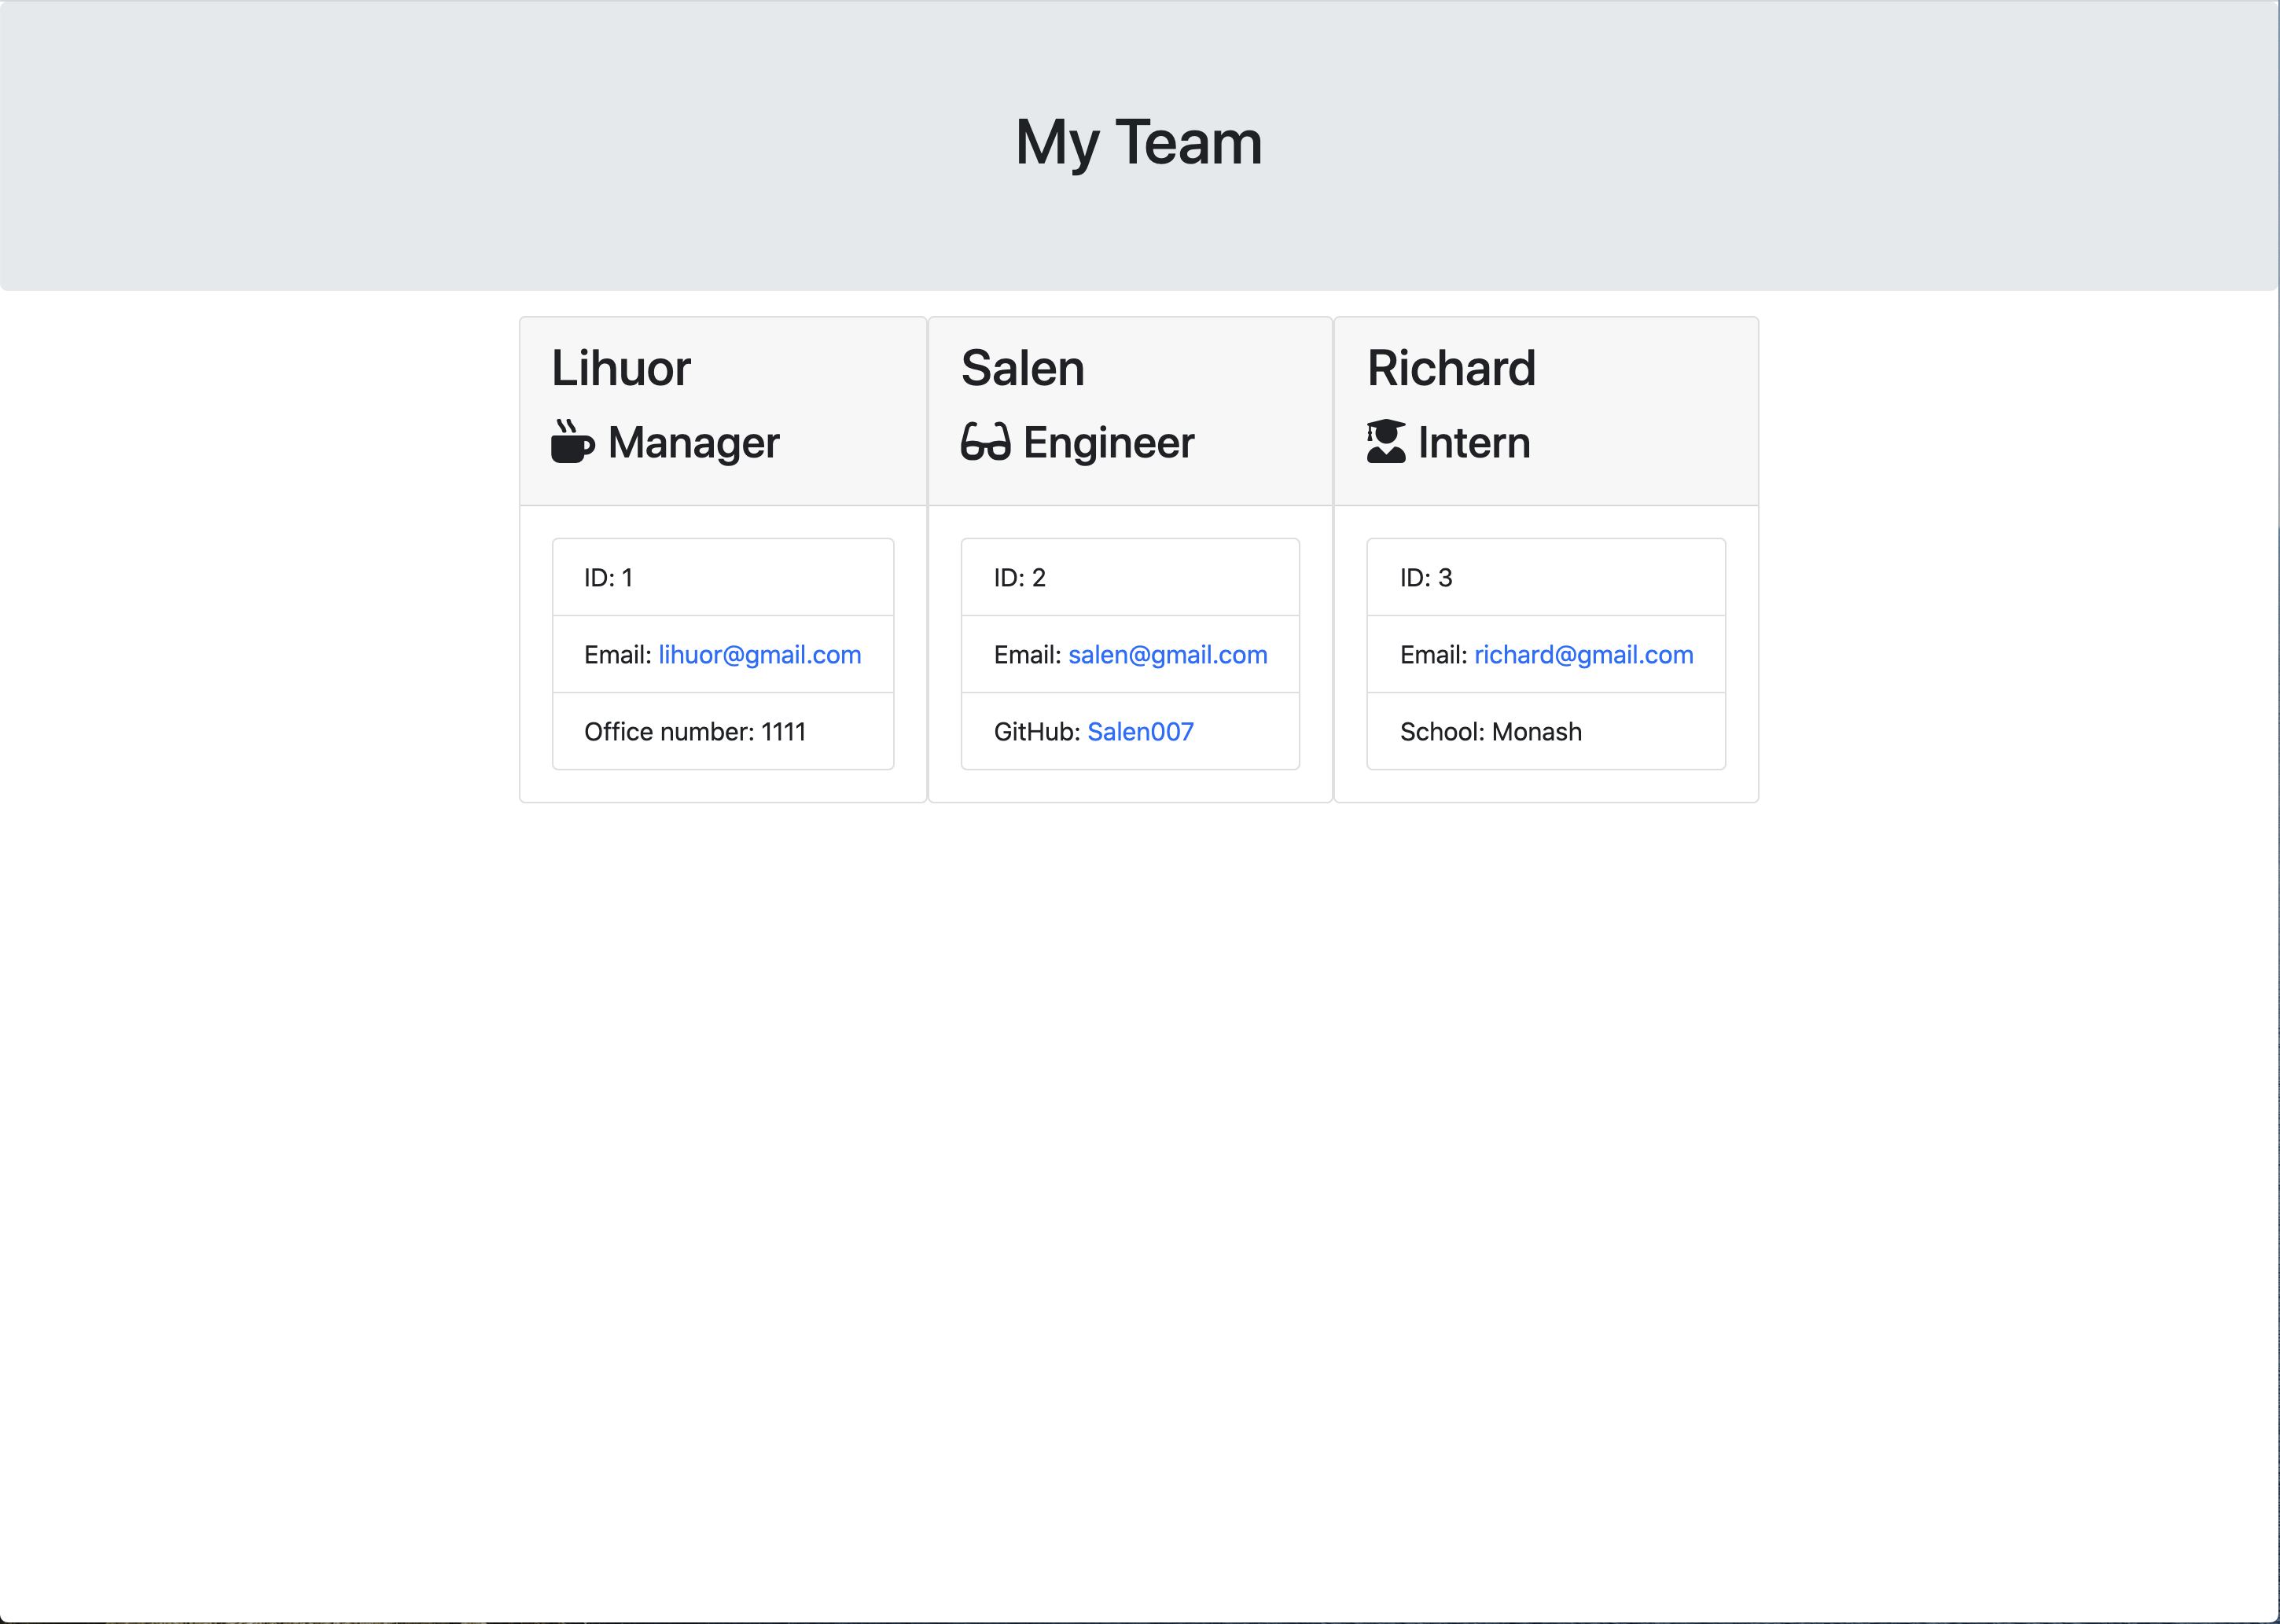 My Team
Lihuor
Manager
ID: 1
Email: lihuor@gmail.com
Office number: 1111
Salen
Engineer
ID: 2
Email: salen@gmail.com
GitHub: Salen007
Richard
Intern
ID: 3
Email: richard@gmail.com
School: Monash